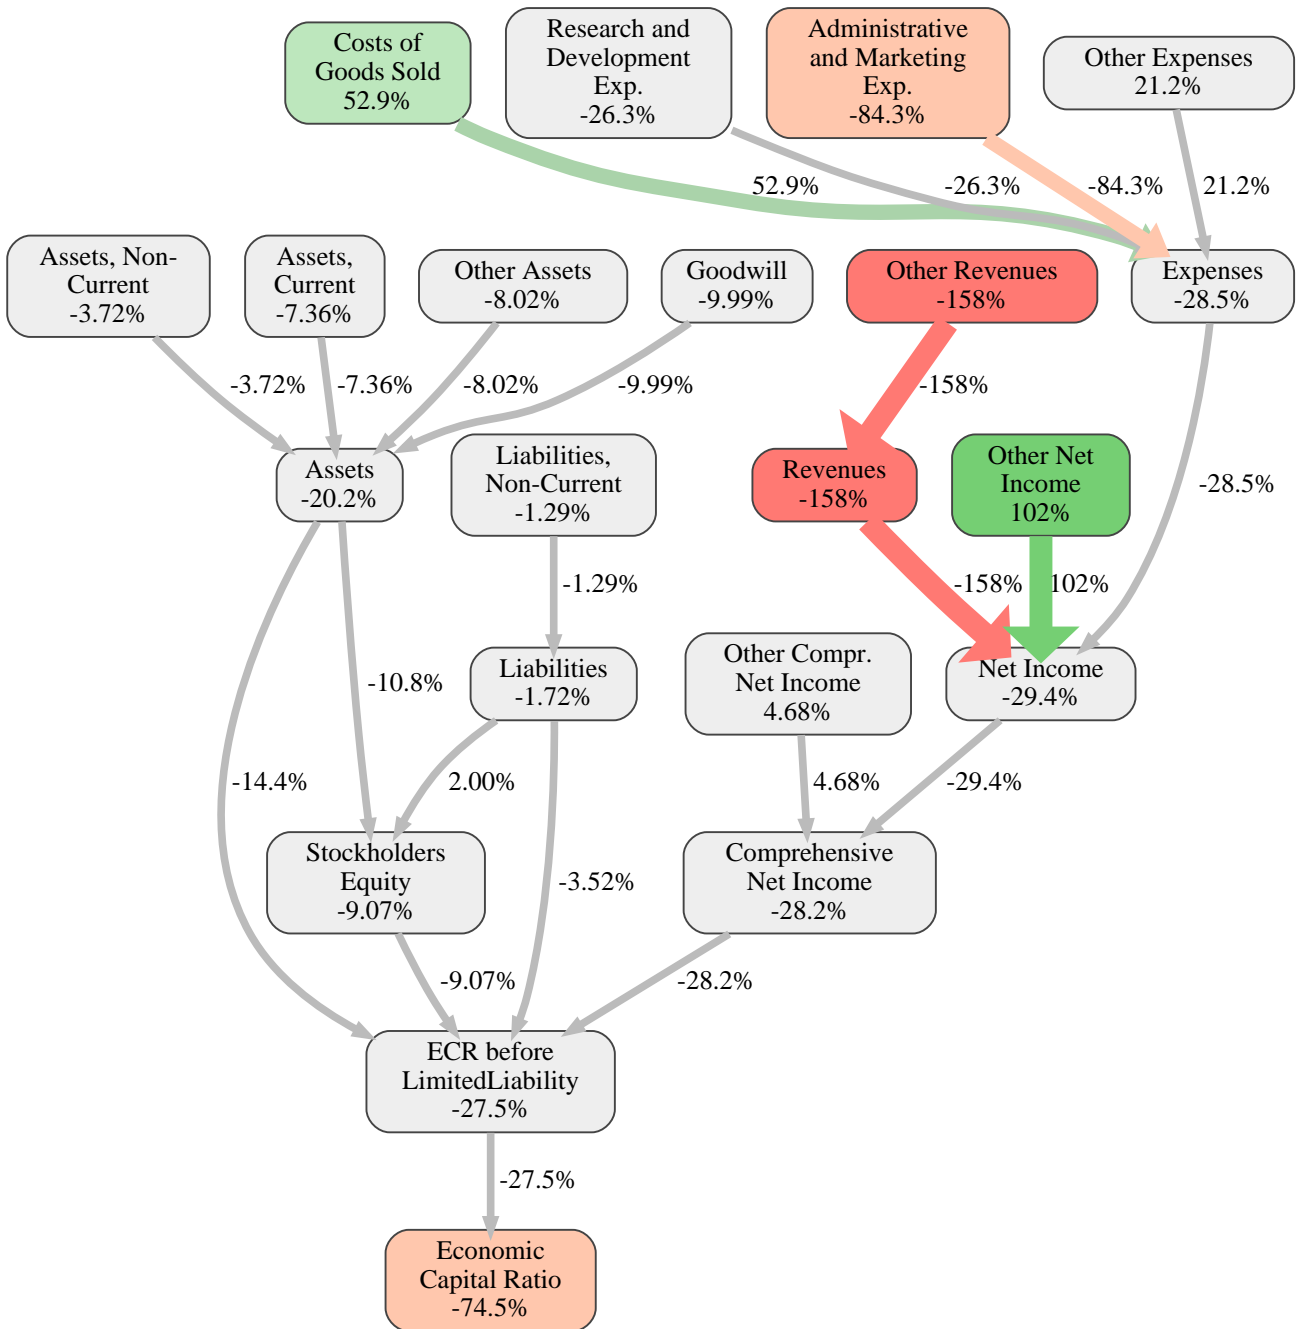 Costs of
Goods Sold
52.9%
Research and
Development
Exp.
-26.3%
Administrative
and Marketing
Exp.
-84.3%
Other Expenses
21.2%
52.9%
-26.3%
-84.3%
21.2%
Assets, Non-
Current
-3.72%
Assets,
Current
-7.36%
Other Assets
-8.02%
Goodwill
-9.99%
Other Revenues
-158%
Expenses
-28.5%
-3.72%
-7.36%
-8.02%
-9.99%
-158%
Assets
-20.2%
Liabilities,
Non-Current
-1.29%
Revenues
-158%
Other Net
Income
102%
-28.5%
-1.29%
-158%
102%
Liabilities
-1.72%
Other Compr.
Net Income
4.68%
Net Income
-29.4%
-10.8%
-14.4%
2.00%
4.68%
-29.4%
Stockholders
Equity
-9.07%
-3.52%
Comprehensive
Net Income
-28.2%
-9.07%
-28.2%
ECR before
LimitedLiability
-27.5%
-27.5%
Economic
Capital Ratio
-74.5%